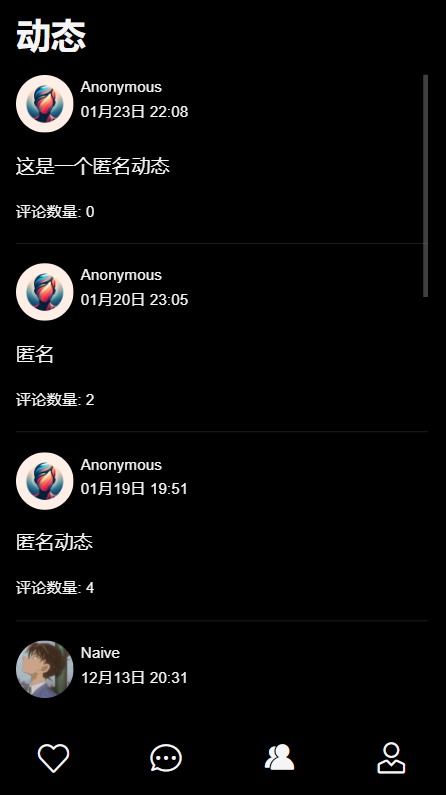 动态
Anonymous
01月23日 22:08
这是一个匿名动态
评论数量: 0
Anonymous
01月20日 23:05
匿名
评论数量: 2
Anonymous
01月19日 19:51
匿名动态
评论数量: 4
Naive
12月13日 20:31